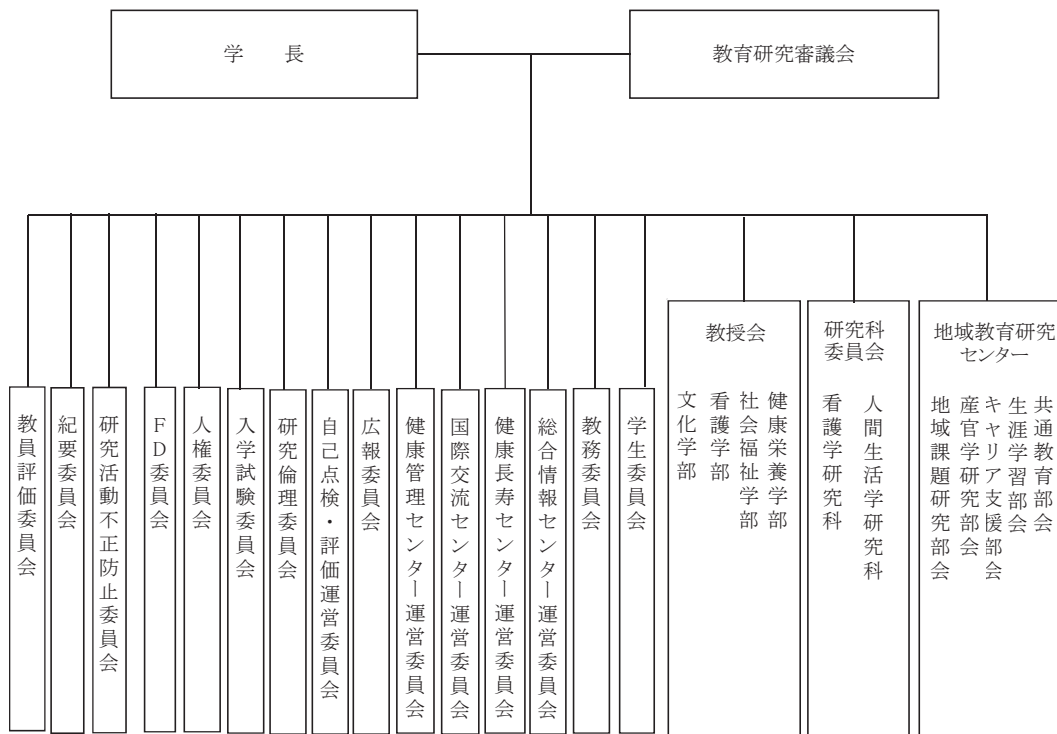 学　　長
教育研究審議会
教員評価委員会
紀要委員会
研究活動不正防止委員会
ＦＤ委員会
人権委員会
入学試験委員会
研究倫理委員会
自己点検・評価運営委員会
広報委員会
健康管理センター運営委員会
国際交流センター運営委員会
健康長寿センター運営委員会
総合情報センター運営委員会
教務委員会
学生委員会
教授会
文化学部
看護学部
社会福祉学部
健康栄養学部
研究科
委員会
看護学研究科
人間生活学研究科
地域教育研究
センター
地域課題研究部会
産官学研究部会
キャリア支援部会
生涯学習部会
共通教育部会